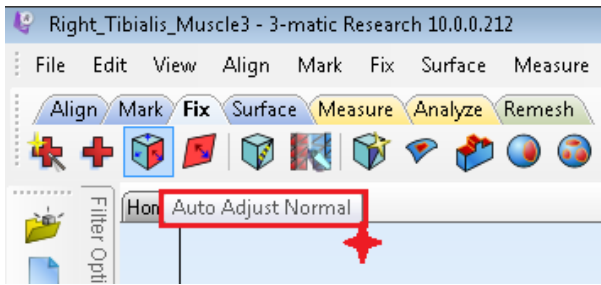 Right_Tibialis_Muscle3 - 3-matic Research 10.0.0.212
File Edit View Align Mark Fix Surface Measure
Align Mark Fix Surface Measure Analyze Remesh
Auto Adjust Normal
Filter Opti